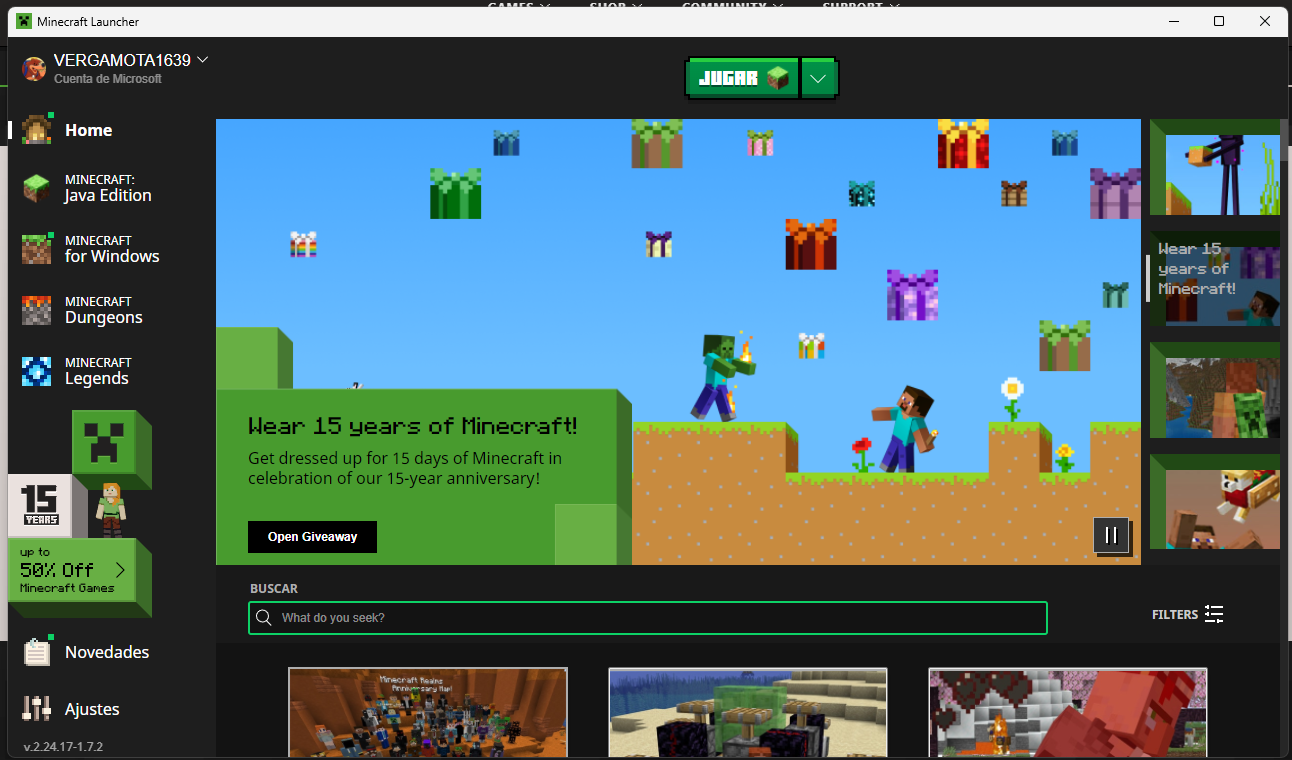 GAMES SHOP COMMUNITY SUPPORT
Minecraft Launcher
VERGAMOTA1639
Cuenta de Microsoft
JUGAR
Home
MINECRAFT:
Java Edition
MINECRAFT
for Windows
MINECRAFT
Dungeons
MINECRAFT
Legends
15
YEARS
up to
50% Off
Minecraft Games
Novedades
Ajustes
v.2.24.17-1.7.2
Wear 15 years of Minecraft!
Get dressed up for 15 days of Minecraft in
celebration of our 15-year anniversary!
Open Giveaway
Wear 15
years of
Minecraft!
BUSCAR
What do you seek?
FILTERS
Minecraft Realms
Anniversary Map!